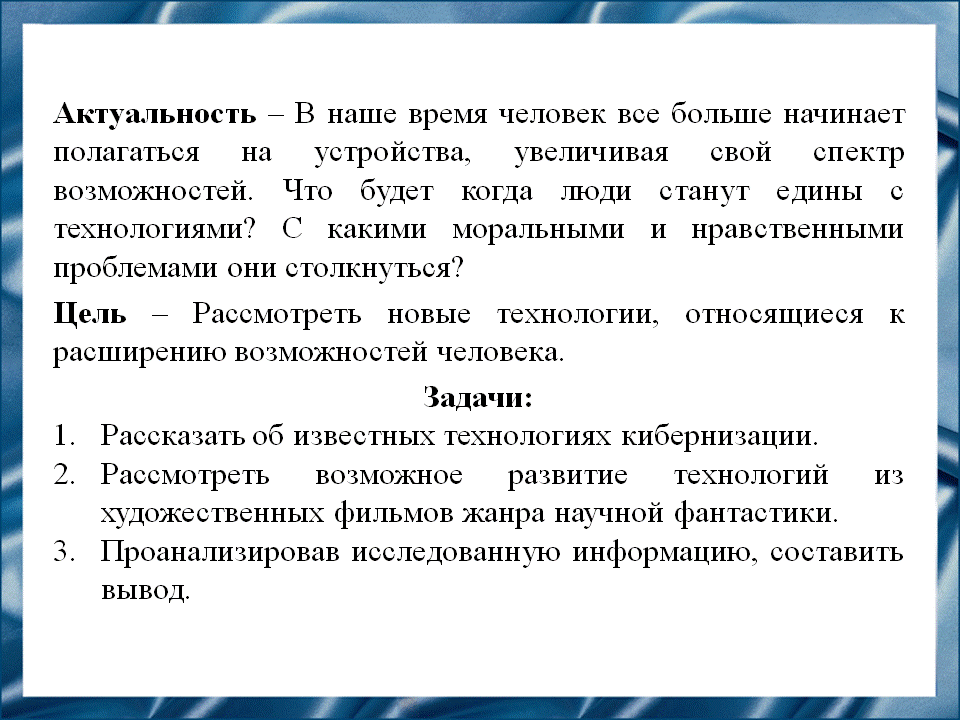 Актуальность – В наше время человек все больше начинает
полагаться на устройства, увеличивая свой спектр
возможностей. Что будет когда люди станут едины с
технологиями? С какими моральными и нравственными
проблемами они столкнуться?
Цель – Рассмотреть новые технологии, относящиеся к
расширению возможностей человека.
Задачи:
1. Рассказать об известных технологиях кибернизации.
2. Рассмотреть возможное развитие технологий из
художественных фильмов жанра научной фантастики.
3. Проанализировав исследованную информацию, составить
вывод.